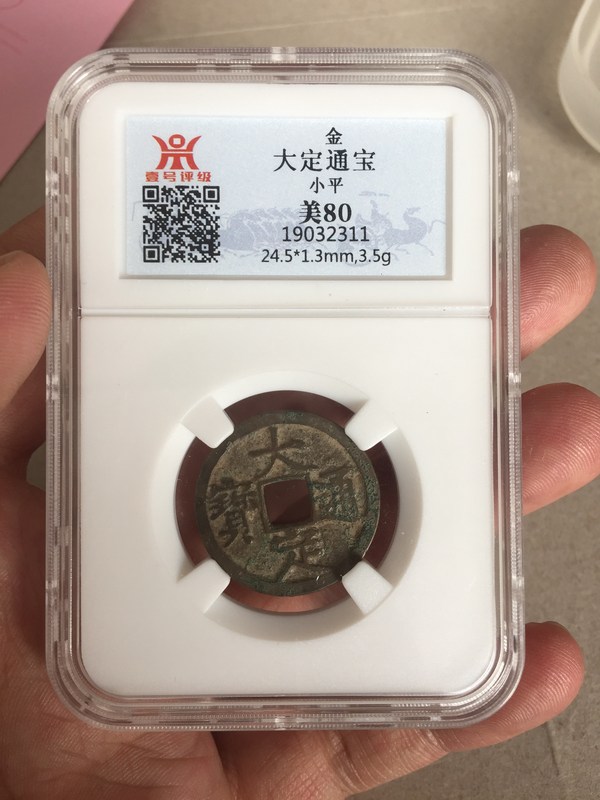 金
大定通宝
小平
美80
19032311
24.5*1.3mm,3.5g
壹号评级
大
定
通
寶